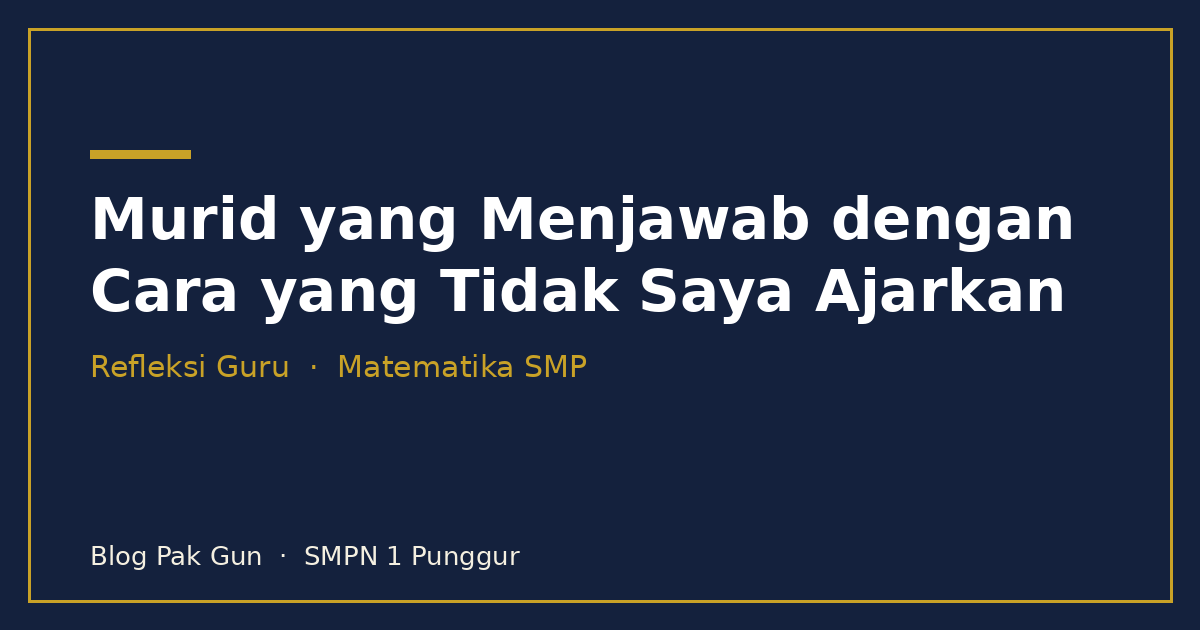 Murid yang Menjawab dengan
Cara yang Tidak Saya Ajarkan
Refleksi Guru · Matematika SMP
Blog Pak Gun · SMPN 1 Punggur